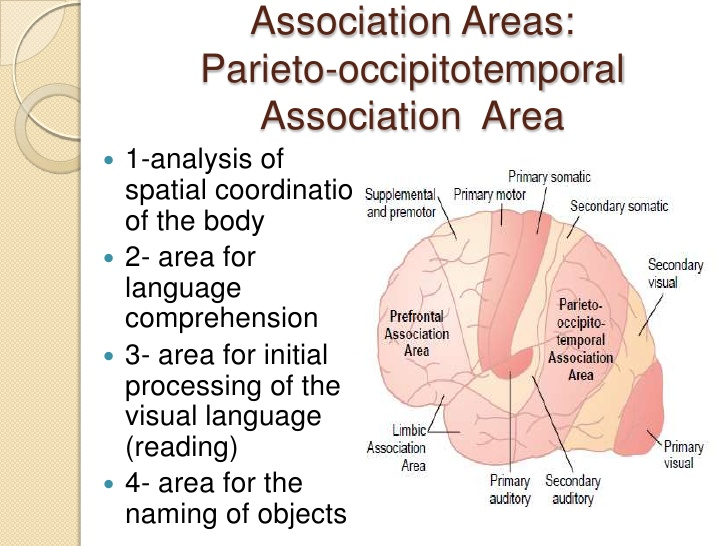 Association Areas:
Parieto-occipitotemporal
Association Area
1-analysis of
spatial coordinatio
of the body
2- area for
language
comprehension
3- area for initial
processing of the
visual language
(reading)
4- area for the
naming of objects
Primary somatic
Supplemental
and premotor
Primary motor
Secondary somatic
Secondary
visual
Prefrontal
Association
Area
Parieto-
occipito-
temporal
Association
Area
Limbic
Association
Area
Primary
auditory
Secondary
auditory
Primary
visual